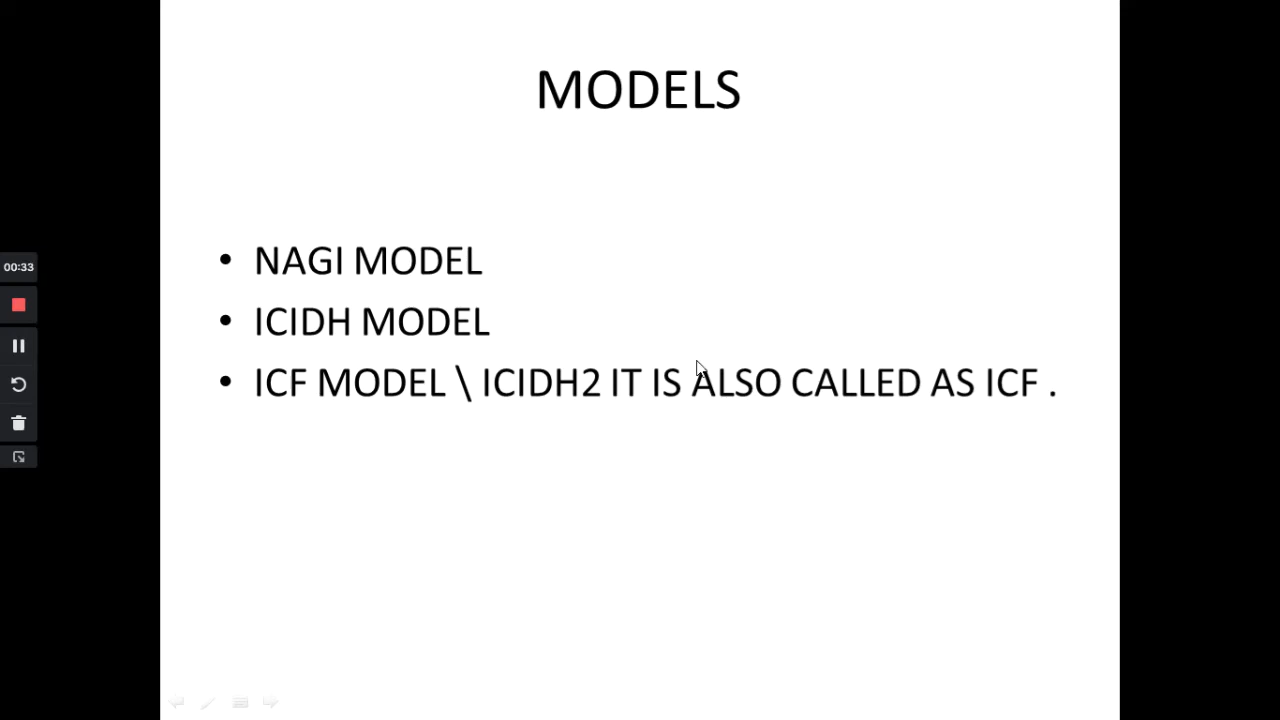 MODELS
• NAGI MODEL
• ICIDH MODEL
• ICF MODEL \ ICIDH2 IT IS ALSO CALLED AS ICF .
00:33